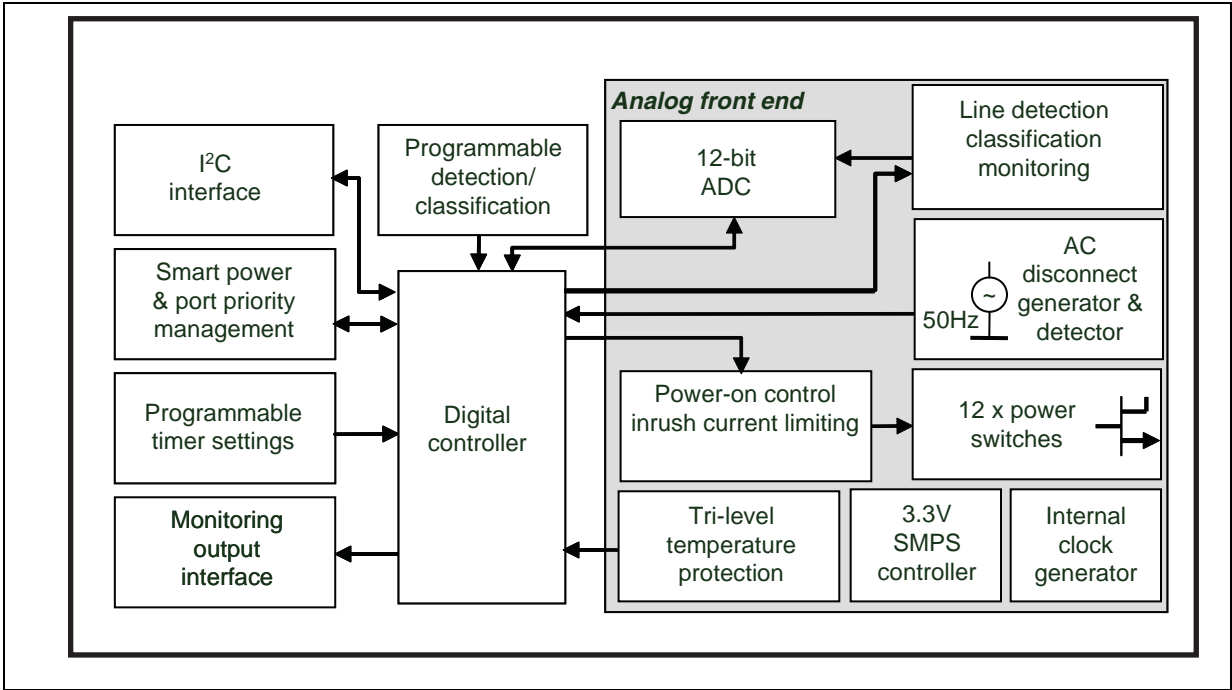 Analog front end
I²C
interface
Programmable
detection/
classification
12-bit
ADC
Line detection
classification
monitoring
Smart power
& port priority
management
AC
disconnect
generator &
detector
~
50Hz
Programmable
timer settings
Digital
controller
Power-on control
inrush current limiting
12 x power
switches
Monitoring
output
interface
Tri-level
temperature
protection
3.3V
SMPS
controller
Internal
clock
generator